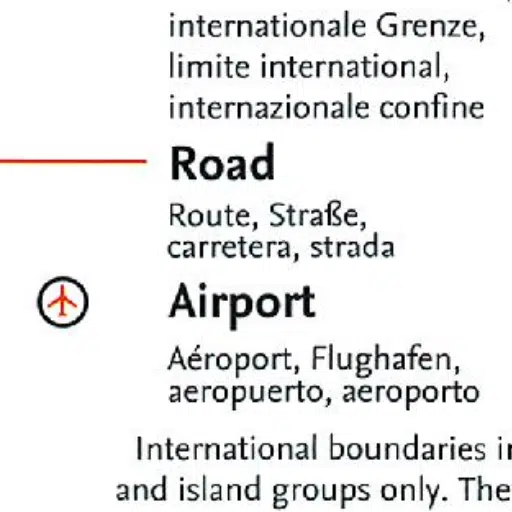 internationale Grenze,
limite international,
internazionale confine
Road
Route, Straße,
carretera, strada
Airport
Aéroport, Flughafen,
aeropuerto, aeroporto
International boundaries
and island groups only. The